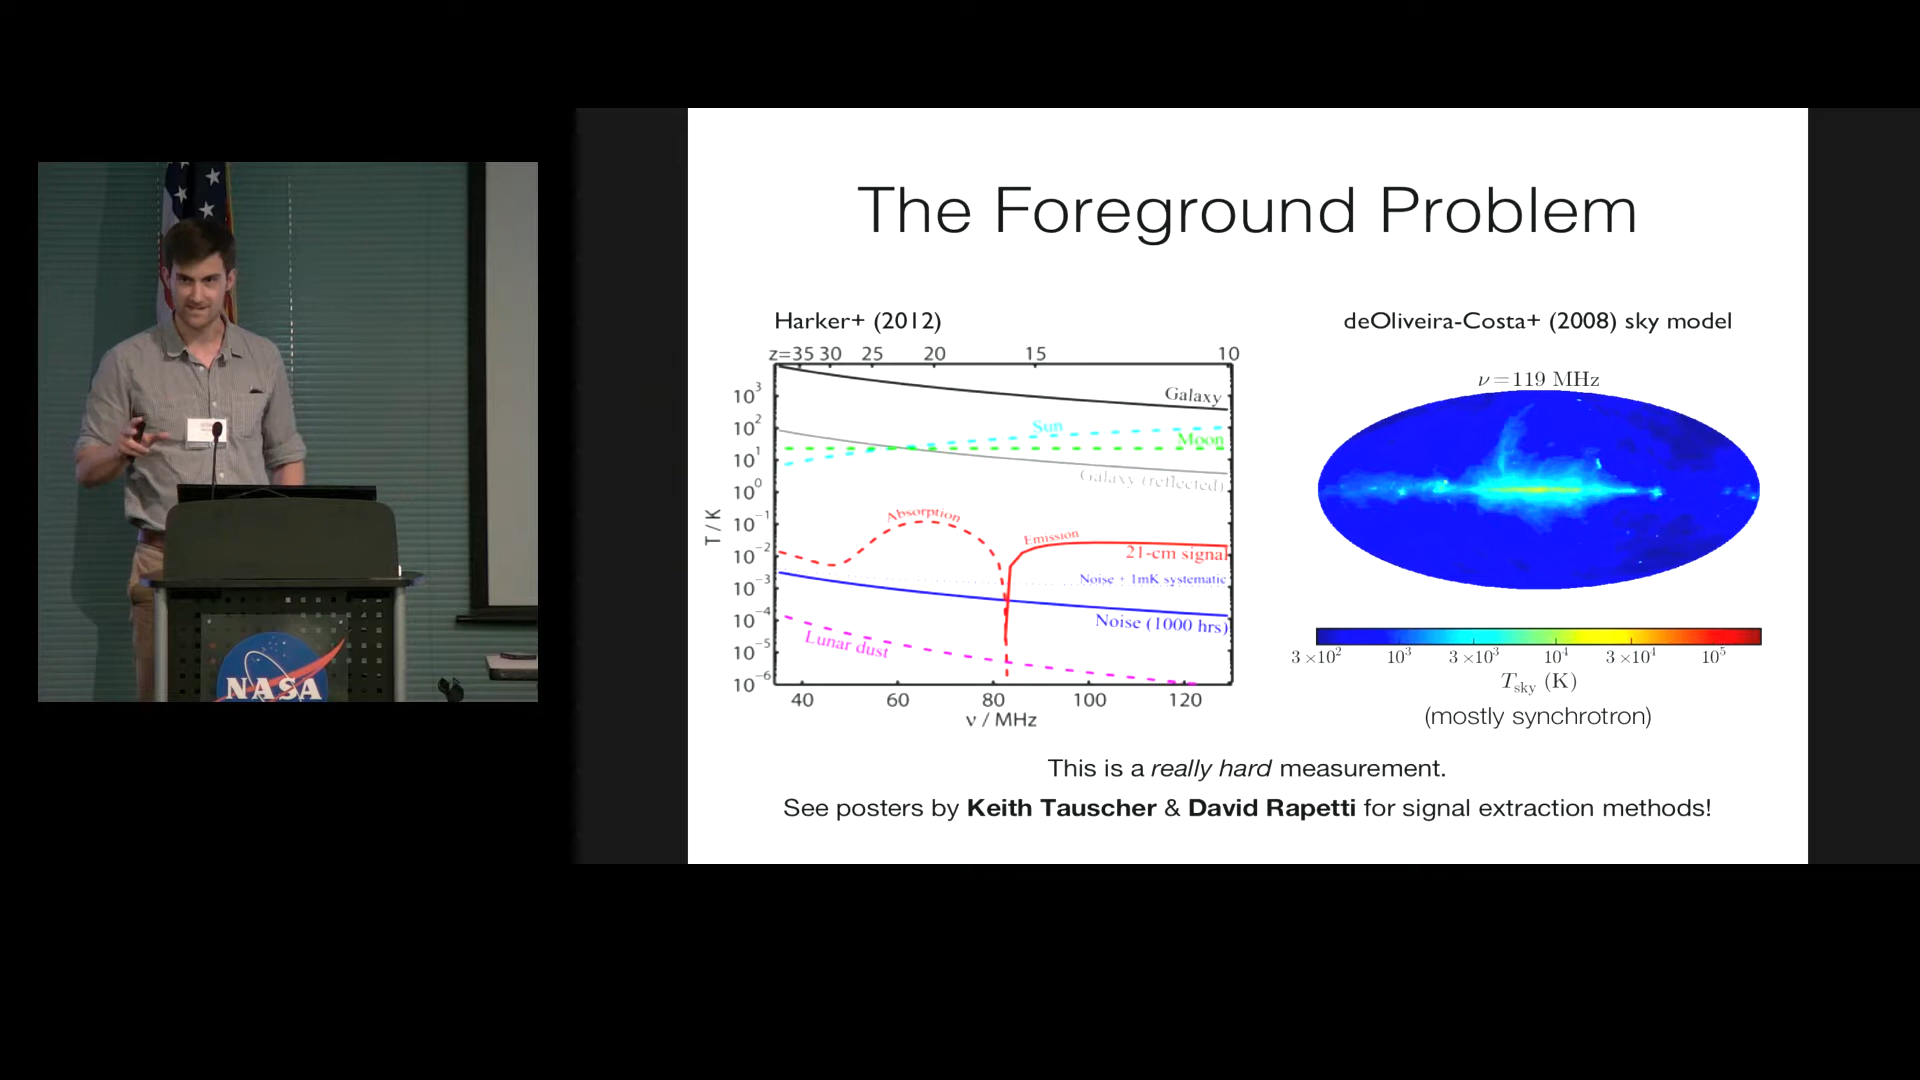 The Foreground Problem
Harker+ (2012)
deOliveira-Costa+ (2008) sky model
z=35 30 25 20 15 10
ν = 119 MHz
T / K
10³
10²
10¹
10⁰
10⁻¹
10⁻²
10⁻³
10⁻⁴
10⁻⁵
10⁻⁶
Galaxy
Sun
Moon
Galaxy (reflected)
Absorption
Emission
21-cm signal
Noise + 1mK systematic
Noise (1000 hrs)
Lunar dust
40 60 80 100 120
ν / MHz
3×10² 10³ 3×10³ 10⁴ 3×10⁴ 10⁵
Tsky (K)
(mostly synchrotron)
This is a really hard measurement.
See posters by Keith Tauscher & David Rapetti for signal extraction methods!
NASA